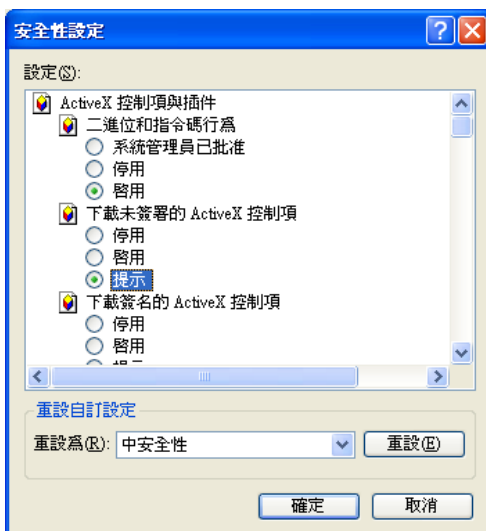 安全性設定
設定(S):
ActiveX 控制項與插件
二進位和指令碼行為
系統管理員已批准
停用
啓用
下載未簽署的 ActiveX 控制項
停用
啓用
提示
下載簽名的 ActiveX 控制項
停用
啓用
重設自訂設定
重設爲(R): 中安全性 重設(E)
確定 取消